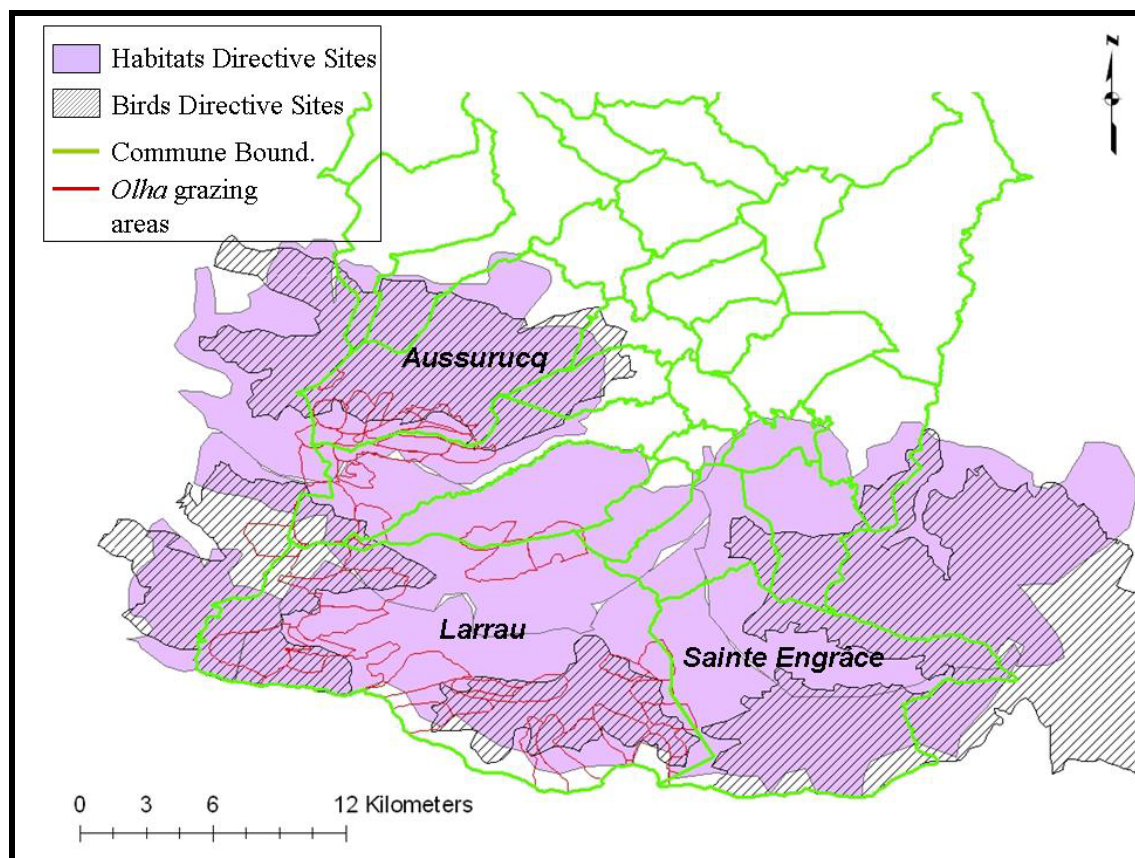 Habitats Directive Sites
Birds Directive Sites
Commune Bound.
Olha grazing
areas
N
Aussurucq
Larrau
Sainte Engrâce
0 3 6 12 Kilometers